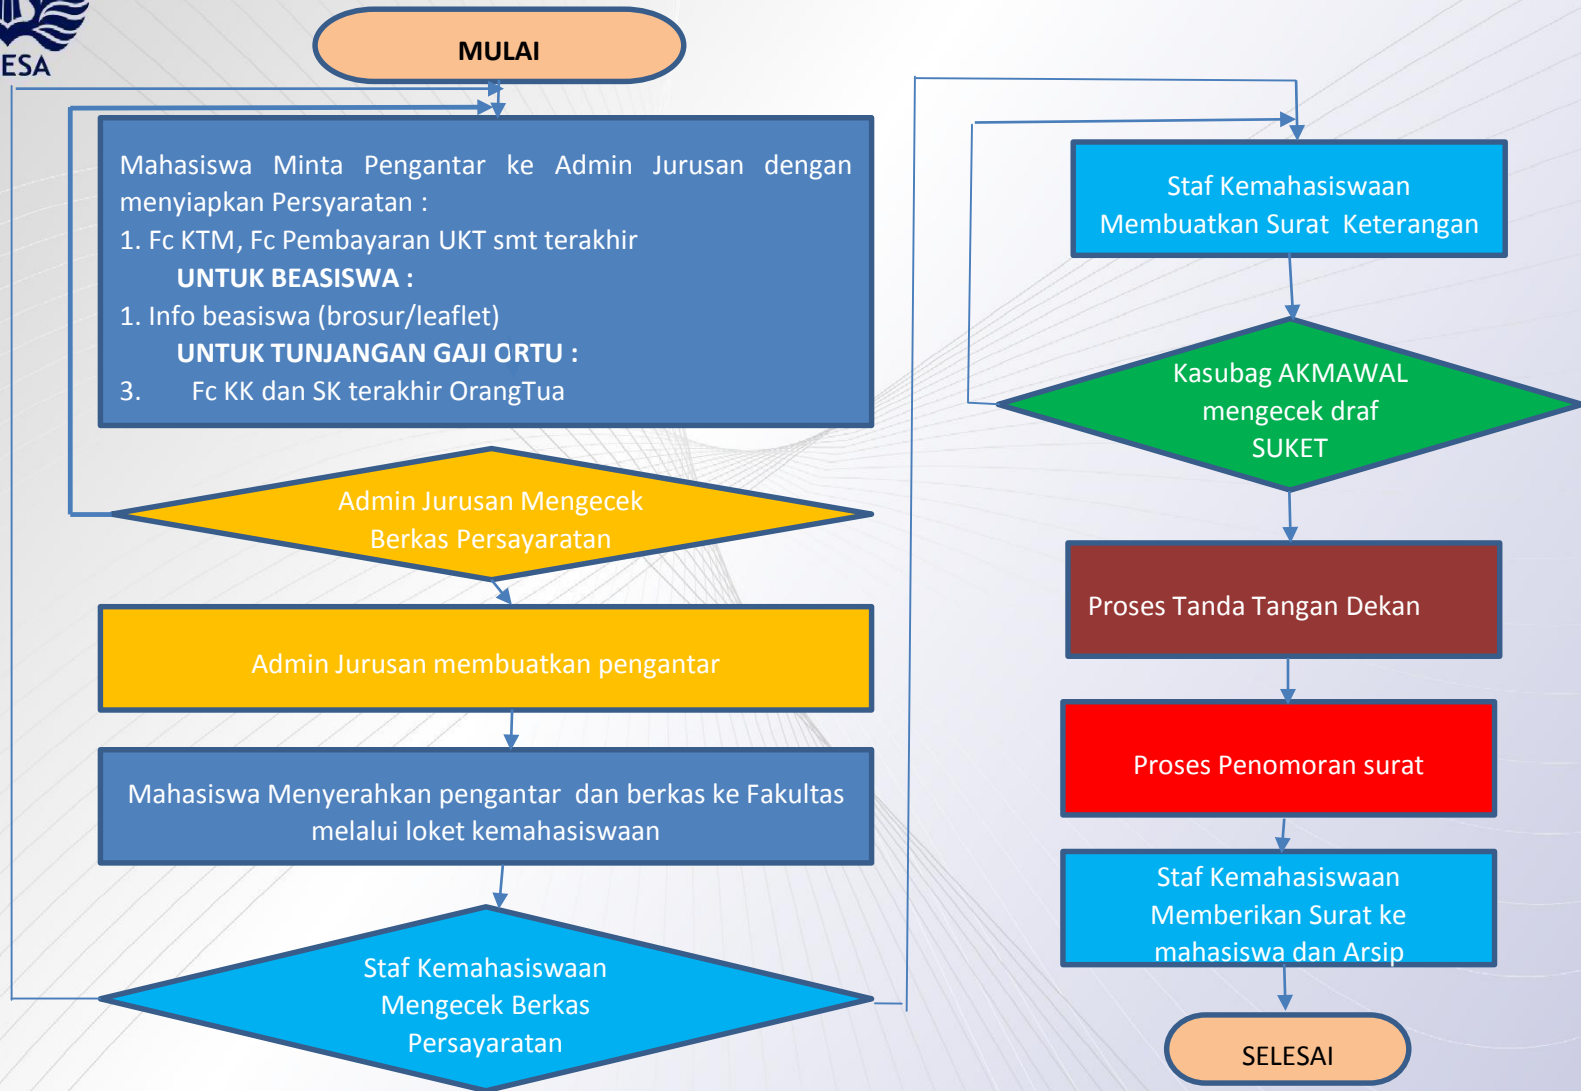 ESA
MULAI
Mahasiswa Minta Pengantar ke Admin Jurusan dengan
menyiapkan Persyaratan :
1. Fc KTM, Fc Pembayaran UKT smt terakhir
UNTUK BEASISWA :
1. Info beasiswa (brosur/leaflet)
UNTUK TUNJANGAN GAJI ORTU :
3. Fc KK dan SK terakhir OrangTua
Admin Jurusan Mengecek
Berkas Persayaratan
Admin Jurusan membuatkan pengantar
Mahasiswa Menyerahkan pengantar dan berkas ke Fakultas
melalui loket kemahasiswaan
Staf Kemahasiswaan
Mengecek Berkas
Persayaratan
Staf Kemahasiswaan
Membuatkan Surat Keterangan
Kasubag AKMAWAL
mengecek draf
SUKET
Proses Tanda Tangan Dekan
Proses Penomoran surat
Staf Kemahasiswaan
Memberikan Surat ke
mahasiswa dan Arsip
SELESAI